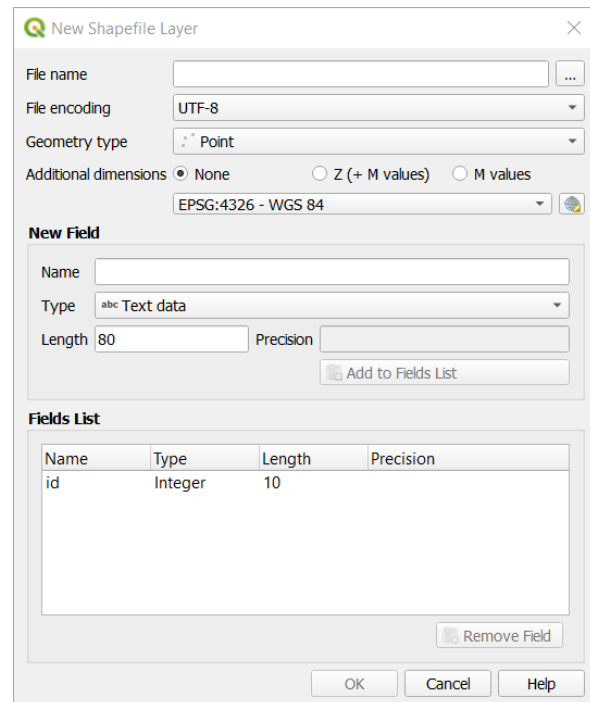 New Shapefile Layer
File name ...
File encoding UTF-8
Geometry type Point
Additional dimensions None Z (+ M values) M values
EPSG:4326 - WGS 84
New Field
Name
Type abc Text data
Length 80 Precision
Add to Fields List
Fields List
Name Type Length Precision
id Integer 10
Remove Field
OK Cancel Help